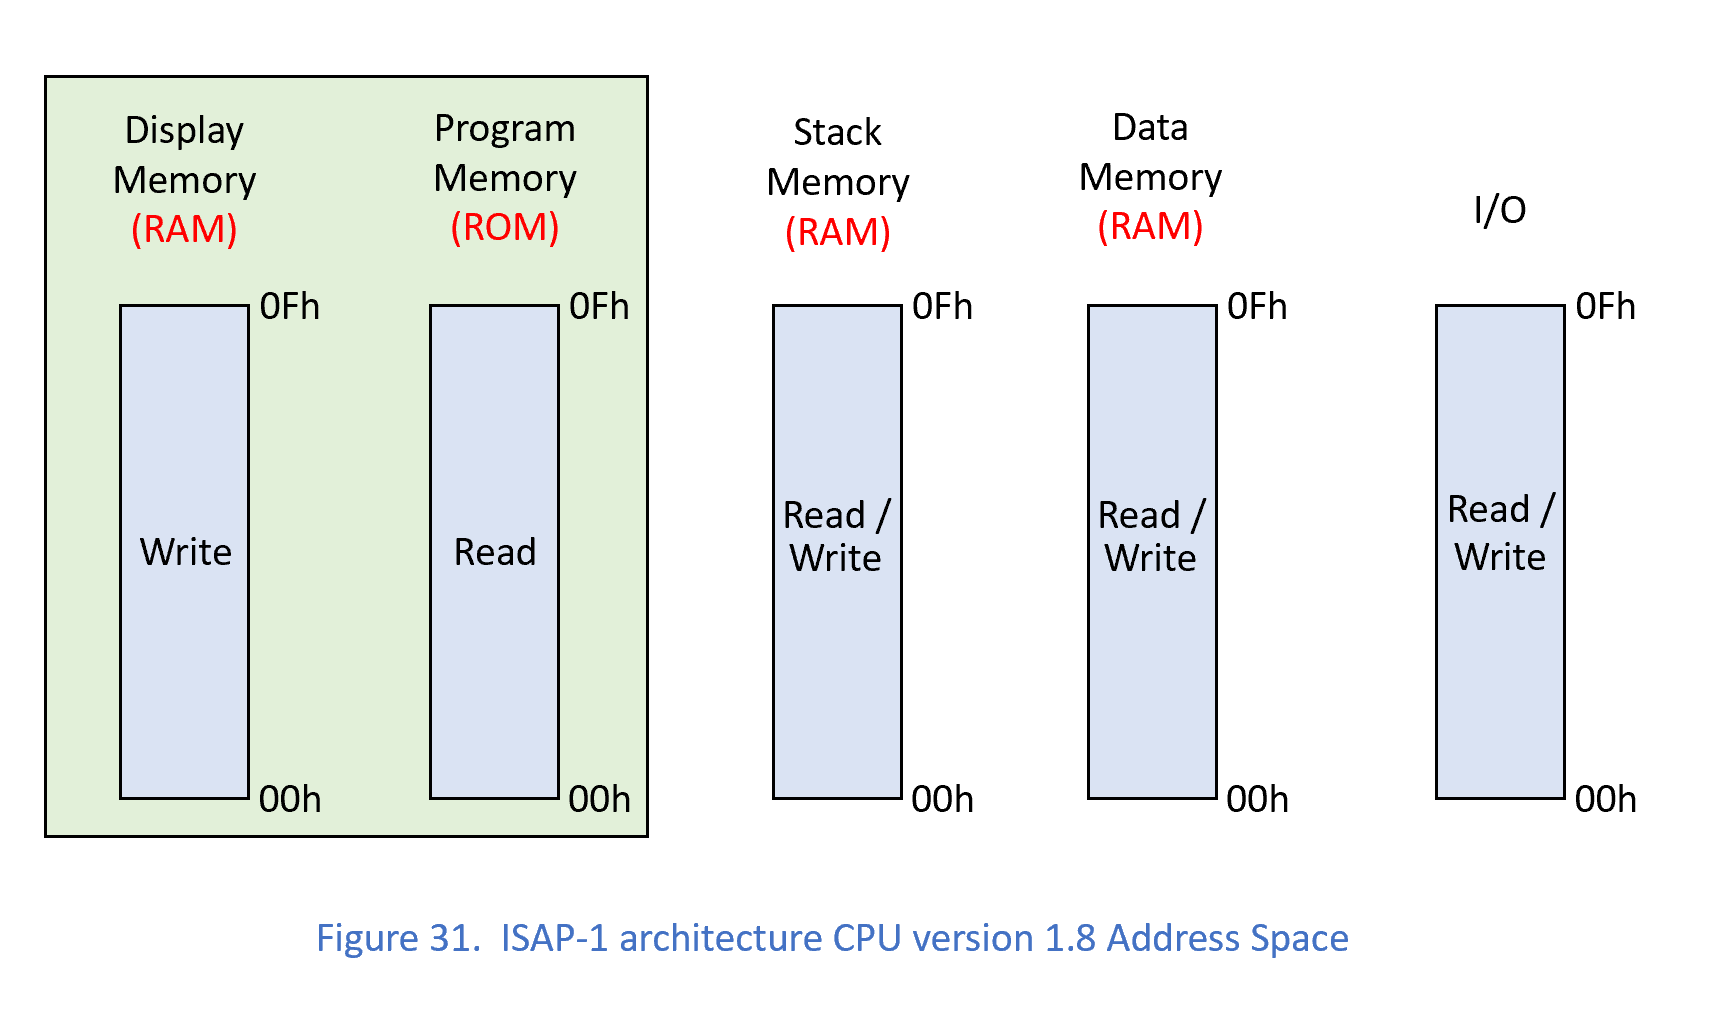 Display
Memory
(RAM)
0Fh
Write
00h
Program
Memory
(ROM)
0Fh
Read
00h
Stack
Memory
(RAM)
0Fh
Read /
Write
00h
Data
Memory
(RAM)
0Fh
Read /
Write
00h
I/O
0Fh
Read /
Write
00h
Figure 31.  ISAP-1 architecture CPU version 1.8 Address Space